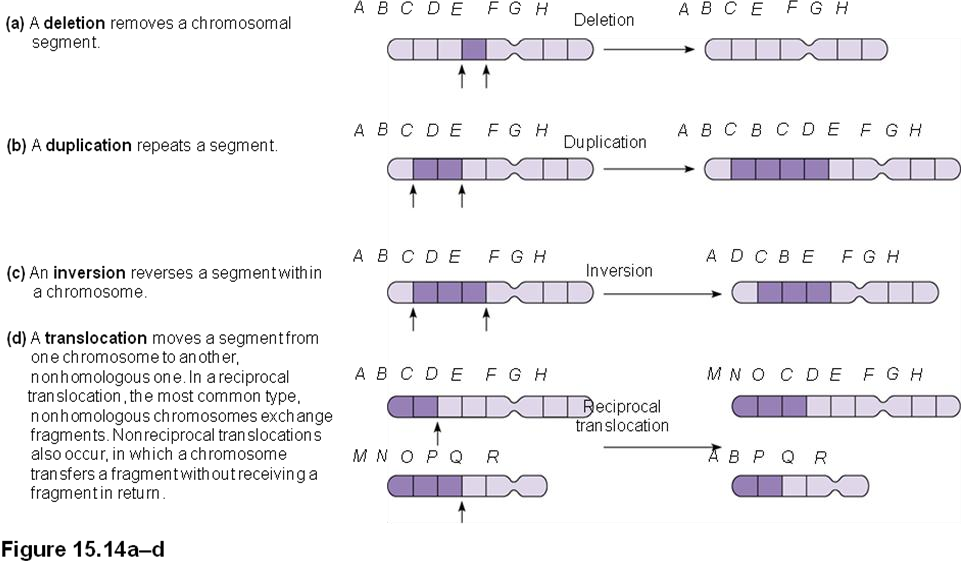 A B C D E F G H
Deletion
A B C E F G H
(a) A deletion removes a chromosomal
segment.
A B C D E F G H
Duplication
A B C B C D E F G H
(b) A duplication repeats a segment.
A B C D E F G H
Inversion
A D C B E F G H
(c) An inversion reverses a segment within
a chromosome.
(d) A translocation moves a segment from
one chromosome to another,
nonhomologous one. In a reciprocal
translocation, the most common type,
nonhomologous chromosomes exchange
fragments. Nonreciprocal translocations
also occur, in which a chromosome
transfers a fragment without receiving a
fragment in return.
A B C D E F G H
Reciprocal
translocation
M N O C D E F G H
M N O P Q R
A B P Q R
Figure 15.14a–d